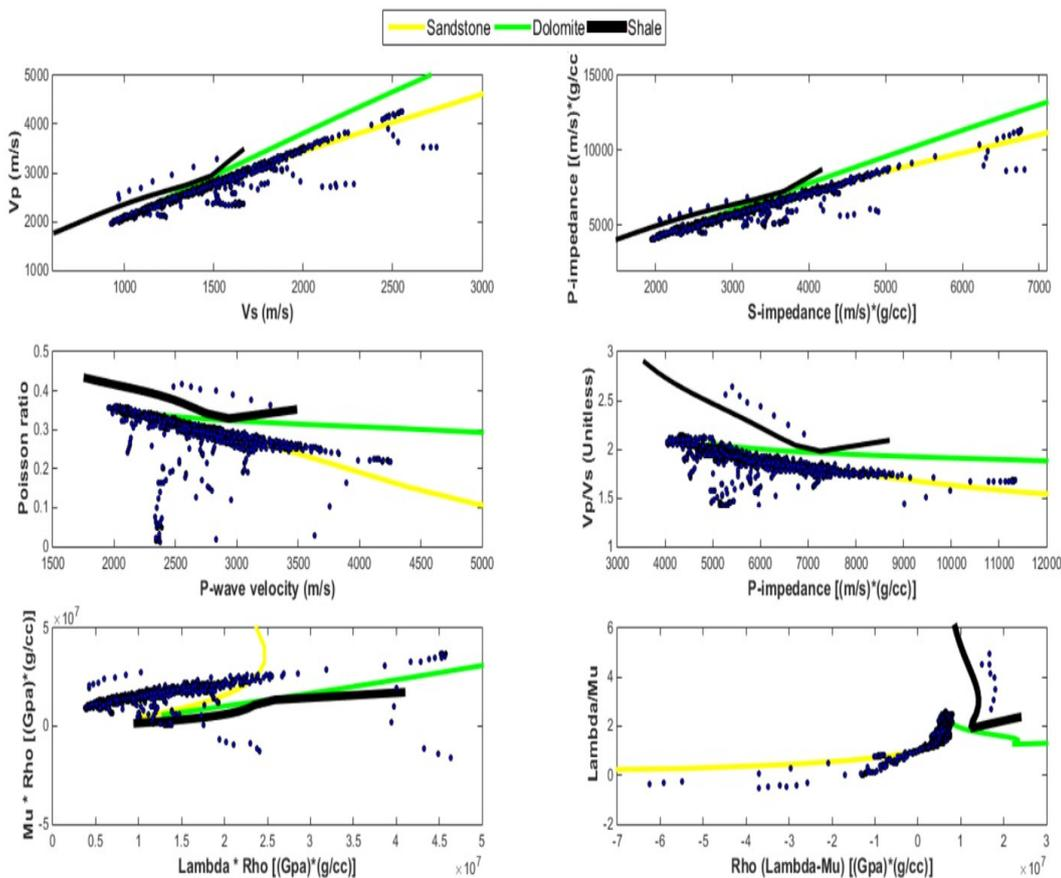 Sandstone Dolomite Shale
5000
4000
3000
2000
1000
Vp (m/s)
1000 1500 2000 2500 3000
Vs (m/s)
15000
10000
5000
P-impedance [(m/s)*(g/cc
2000 3000 4000 5000 6000 7000
S-impedance [(m/s)*(g/cc)]
0.5
0.4
0.3
0.2
0.1
0
Poisson ratio
1500 2000 2500 3000 3500 4000 4500 5000
P-wave velocity (m/s)
3
2.5
2
1.5
1
Vp/Vs (Unitless)
3000 4000 5000 6000 7000 8000 9000 10000 11000 12000
P-impedance [(m/s)*(g/cc)]
×10⁷
5
0
-5
Mu * Rho [(Gpa)*(g/cc)]
0 0.5 1 1.5 2 2.5 3 3.5 4 4.5 5
Lambda * Rho [(Gpa)*(g/cc)]
×10⁷
6
4
2
0
-2
Lambda/Mu
-7 -6 -5 -4 -3 -2 -1 0 1 2 3
Rho (Lambda-Mu) [(Gpa)*(g/cc)]
×10⁷